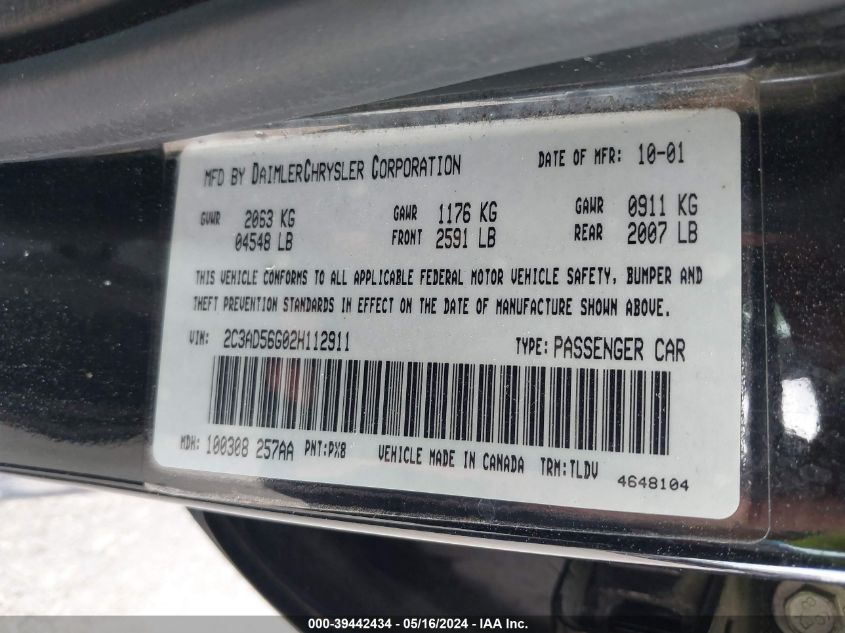 MFD BY DAIMLERCHRYSLER CORPORATION DATE OF MFR: 10-01
GVWR 2063 KG GAWR 1176 KG GAWR 0911 KG
04548 LB FRONT 2591 LB REAR 2007 LB
THIS VEHICLE CONFORMS TO ALL APPLICABLE FEDERAL MOTOR VEHICLE SAFETY, BUMPER AND
THEFT PREVENTION STANDARDS IN EFFECT ON THE DATE OF MANUFACTURE SHOWN ABOVE.
VIN: 2C3AD56G02H112911 TYPE: PASSENGER CAR
MDH: 100308 257AA PNT:PX8 VEHICLE MADE IN CANADA TRM:TLDV
4648104
000-39442434 - 05/16/2024 - IAA Inc.